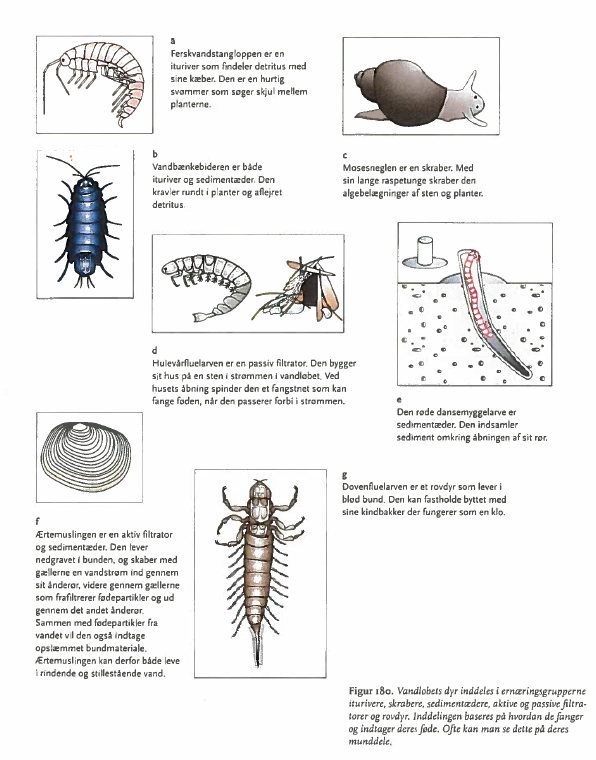 a
Ferskvandstangloppen er en
ituriver som findeler detritus med
sine kæber. Den er en hurtig
svømmer som søger skjul mellem
planterne.
b
Vandbænkebideren er både
ituriver og sedimentæder. Den
kravler rundt i planter og aflejret
detritus.
c
Mosesneglen er en skraber. Med
sin lange raspetunge skraber den
algebelægninger af sten og planter.
d
Hulevårfluelarven er en passiv filtrator. Den bygger
sit hus på en sten i strømmen i vandløbet. Ved
husets åbning spinder den et fangstnet som kan
fange føden, når den passerer forbi i strømmen.
e
Den røde dansemyggelarve er
sedimentæder. Den indsamler
sediment omkring åbningen af sit rør.
f
Ærtemuslingen er en aktiv filtrator
og sedimentæder. Den lever
nedgravet i bunden, og skaber med
gællerne en vandstrøm ind gennem
sit ånderør, videre gennem gællerne
som frafiltrerer fødepartikler og ud
gennem det andet ånderør.
Sammen med fødepartikler fra
vandet vil den også indtage
opslæmmet bundmateriale.
Ærtemuslingen kan derfor både leve
i rindende og stillestående vand.
g
Dovenfluelarven er et rovdyr som lever i
blød bund. Den kan fastholde byttet med
sine kindbakker der fungerer som en klo.
Figur 180. Vandløbets dyr inddeles i ernæringsgrupperne
iturivere, skrabere, sedimentædere, aktive og passive filtra-
torer og rovdyr. Inddelingen baseres på hvordan de fanger
og indtager deres føde. Ofte kan man se dette på deres
munddele.